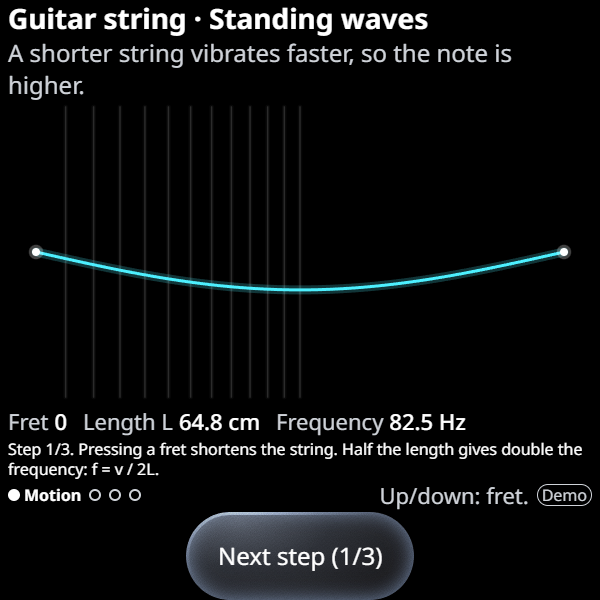 Guitar string · Standing waves
A shorter string vibrates faster, so the note is
higher.
Fret 0 Length L 64.8 cm Frequency 82.5 Hz
Step 1/3. Pressing a fret shortens the string. Half the length gives double the
frequency: f = v / 2L.
Motion Up/down: fret. Demo
Next step (1/3)